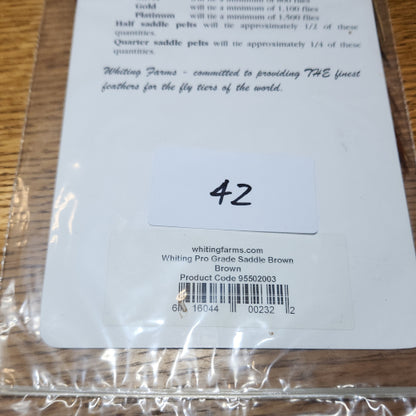 Gold will tie a minimum of 1,100 flies
Platinum will tie a minimum of 1,500 flies
Half saddle pelts will tie approximately 1/2 of these
quantities.
Quarter saddle pelts will tie approximately 1/4 of these
quantities.
Whiting Farms - committed to providing THE finest
feathers for the fly tiers of the world.
42
whitingfarms.com
Whiting Pro Grade Saddle Brown
Brown
Product Code 95502003
6 16044 00232 2